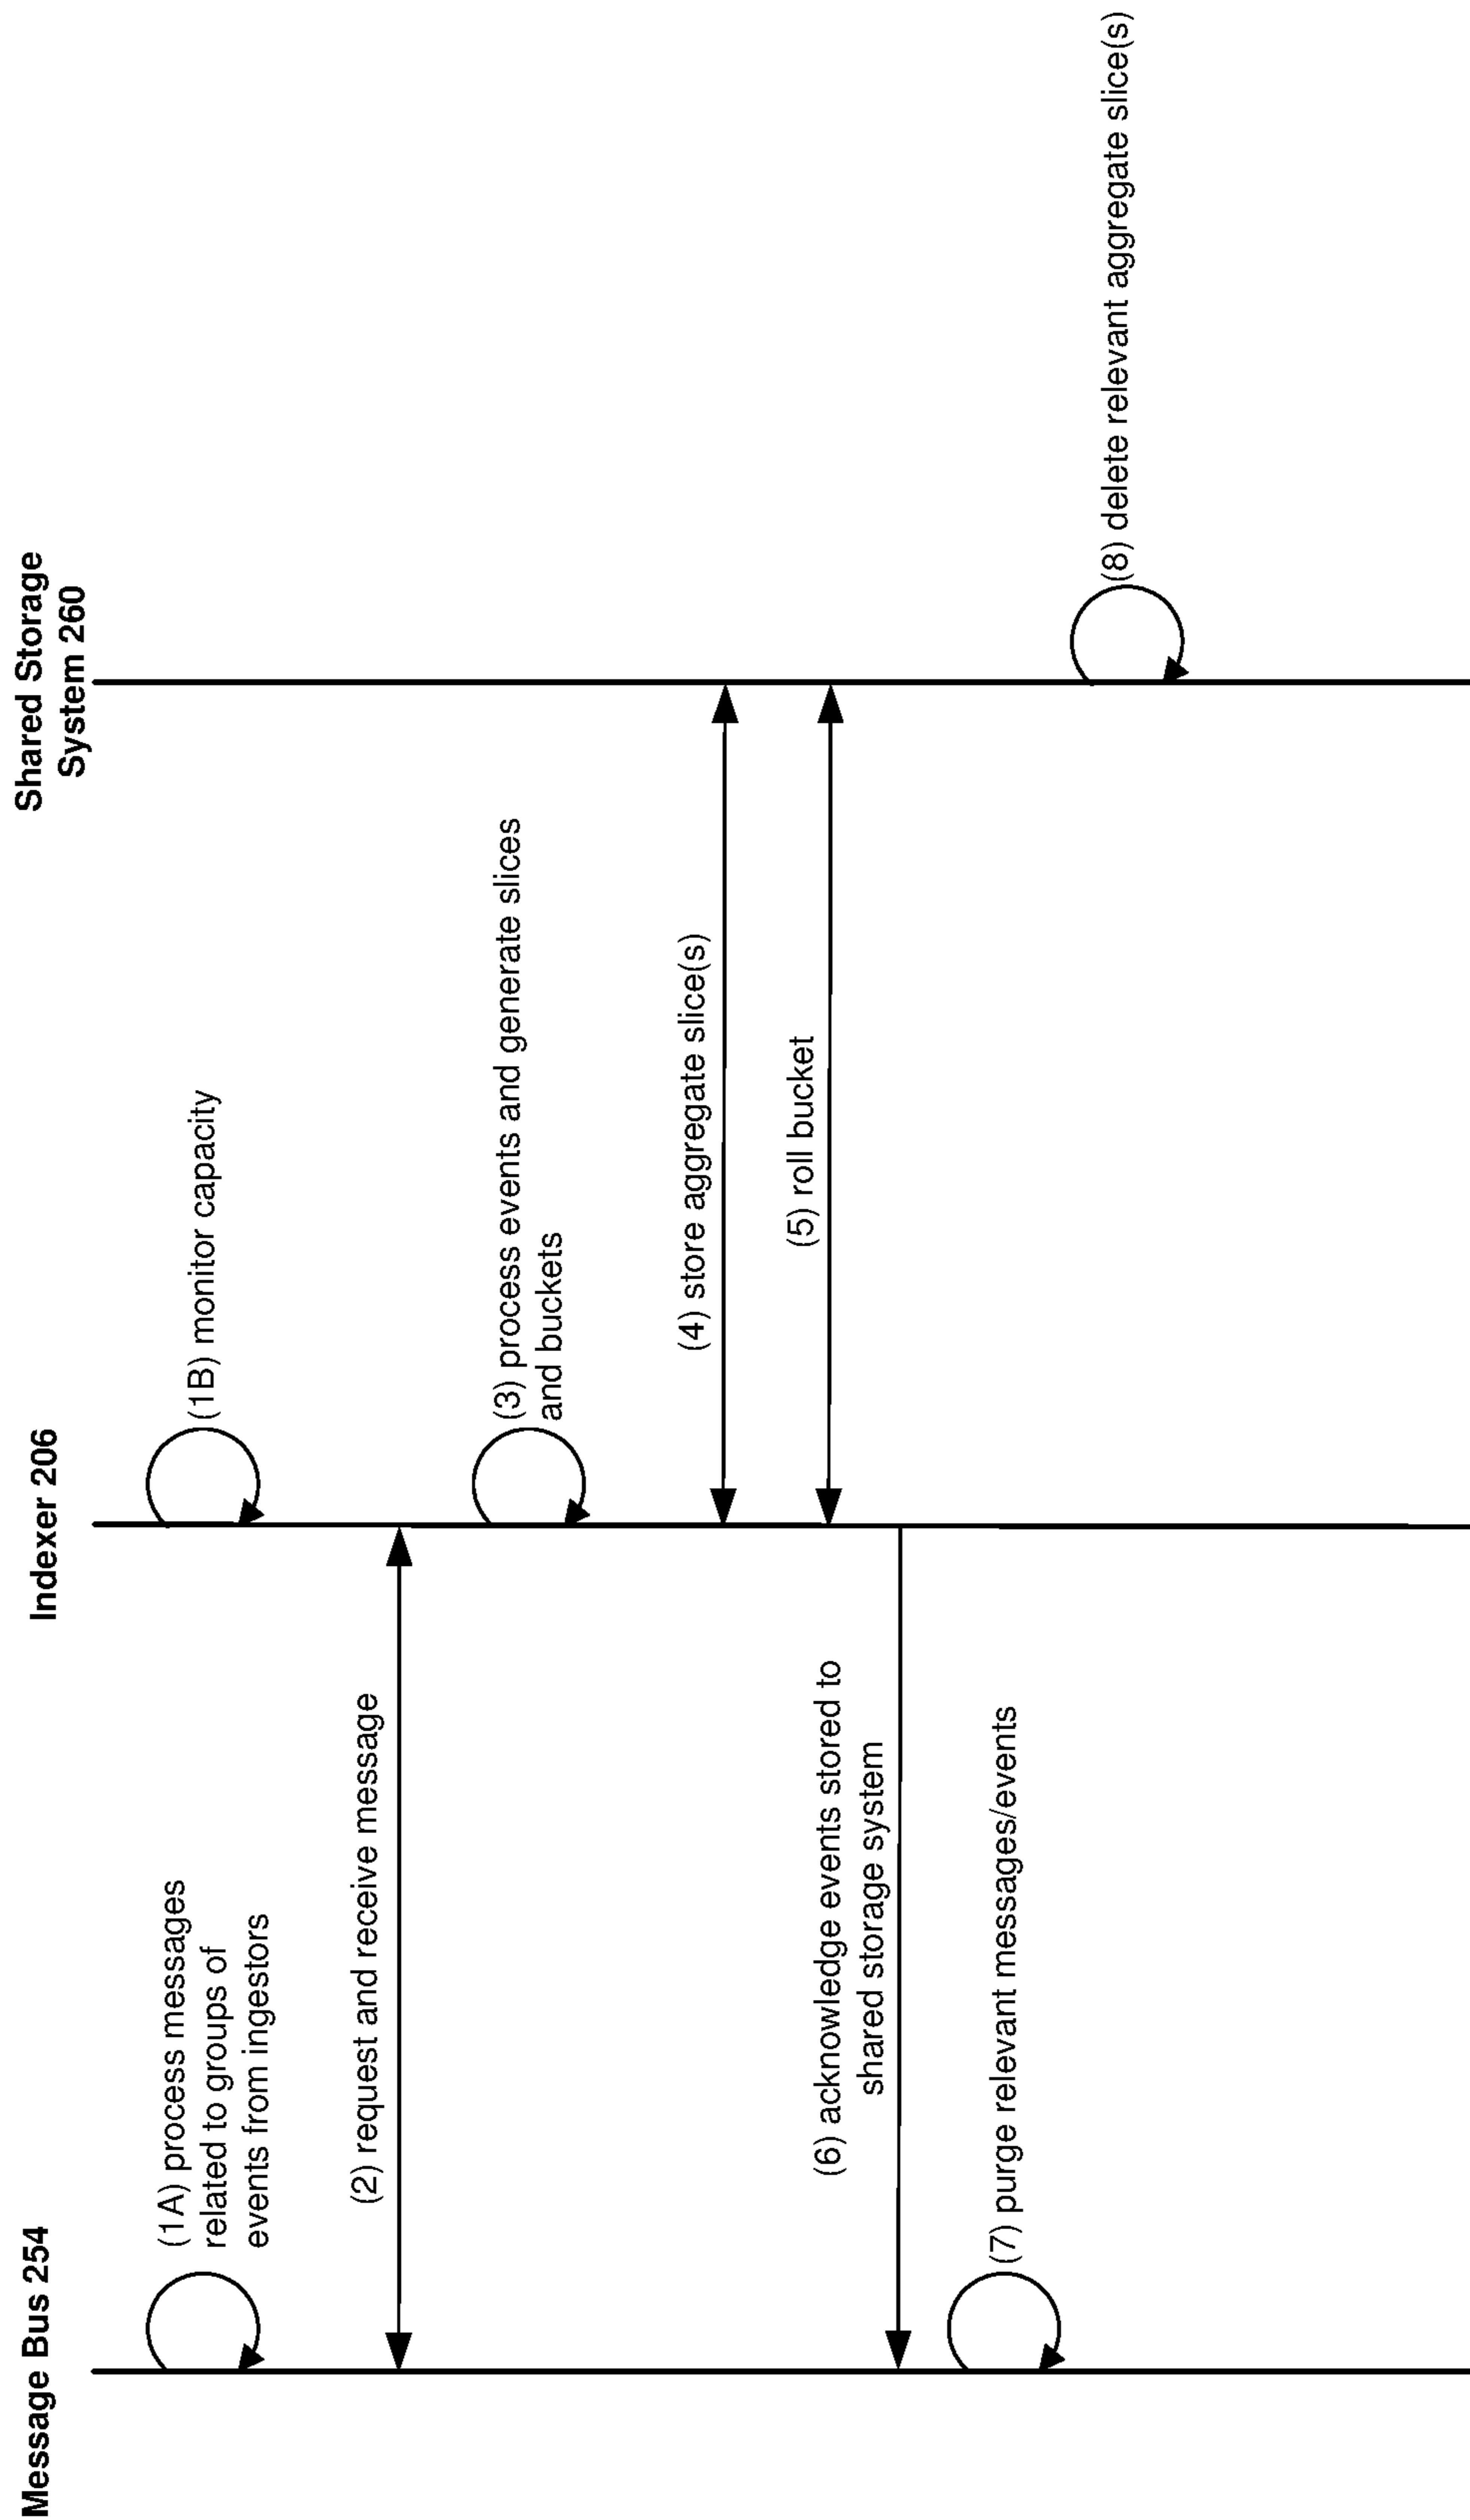 Message Bus 254
Indexer 206
Shared Storage
System 260
(1A) process messages
related to groups of
events from ingestors
(1B) monitor capacity
(2) request and receive message
(3) process events and generate slices
and buckets
(4) store aggregate slice(s)
(5) roll bucket
(6) acknowledge events stored to
shared storage system
(7) purge relevant messages/events
(8) delete relevant aggregate slice(s)